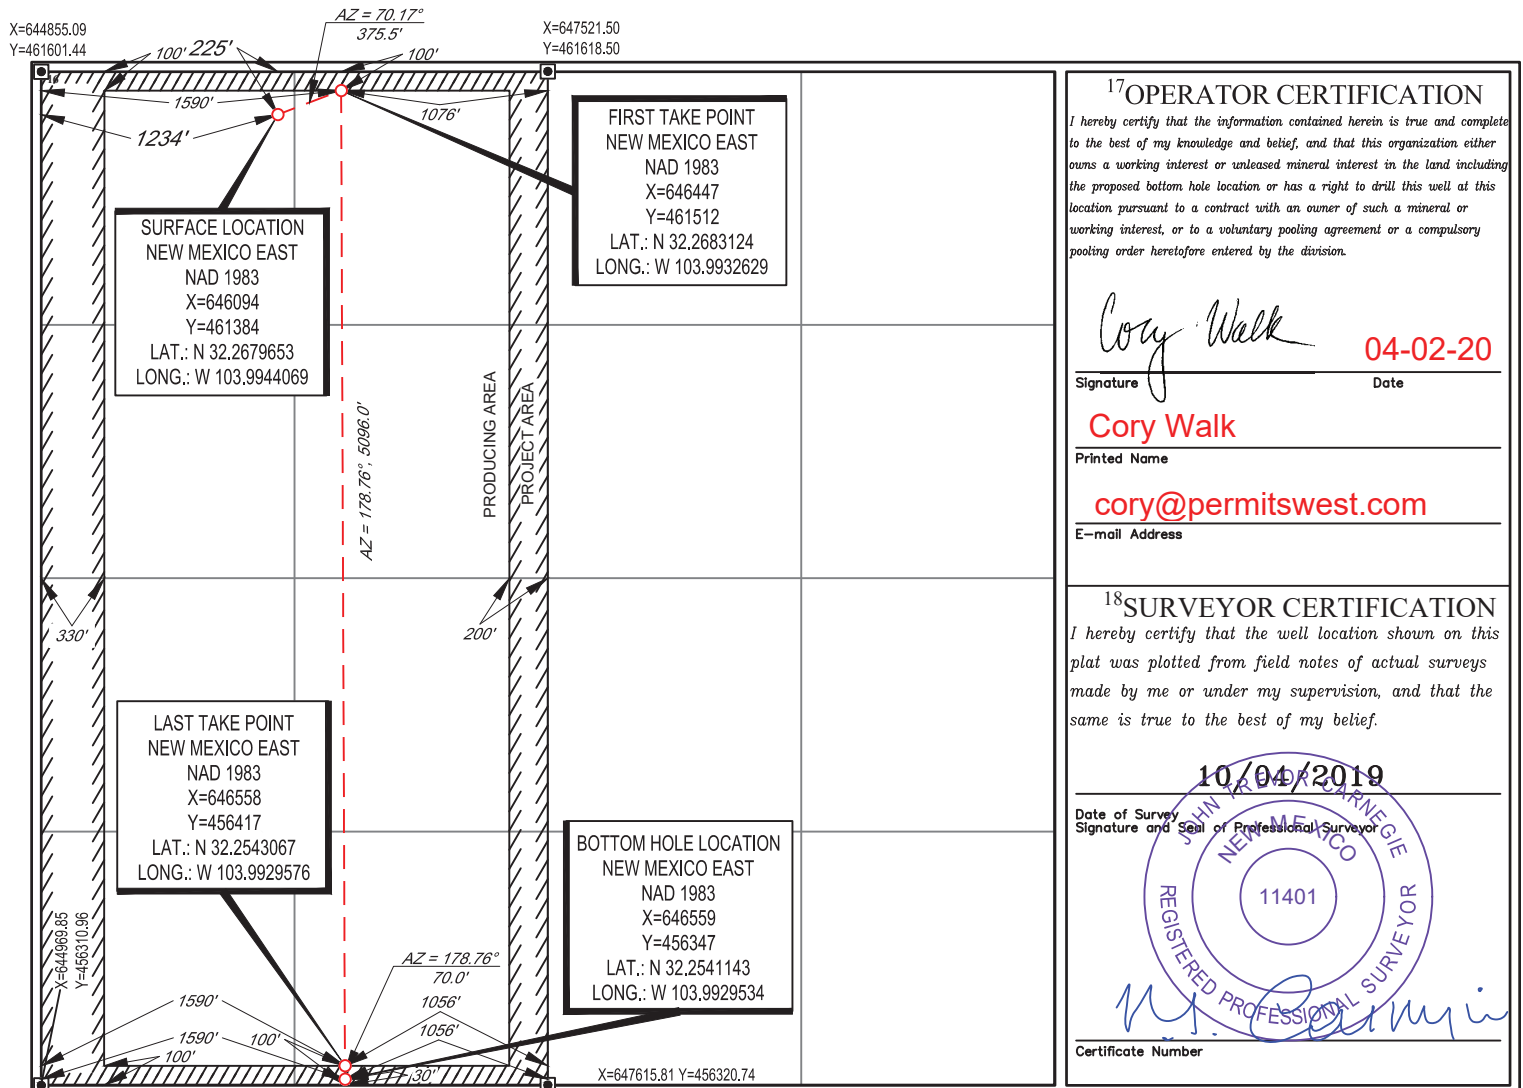 X=644855.09
Y=461601.44
AZ = 70.17°
375.5'
X=647521.50
Y=461618.50
100'
225'
100'
16
1590'
1076'
1234'
FIRST TAKE POINT
NEW MEXICO EAST
NAD 1983
X=646447
Y=461512
LAT.: N 32.2683124
LONG.: W 103.9932629
SURFACE LOCATION
NEW MEXICO EAST
NAD 1983
X=646094
Y=461384
LAT.: N 32.2679653
LONG.: W 103.9944069
AZ = 178.76°, 5096.0'
PRODUCING AREA
PROJECT AREA
330'
200'
LAST TAKE POINT
NEW MEXICO EAST
NAD 1983
X=646558
Y=456417
LAT.: N 32.2543067
LONG.: W 103.9929576
BOTTOM HOLE LOCATION
NEW MEXICO EAST
NAD 1983
X=646559
Y=456347
LAT.: N 32.2541143
LONG.: W 103.9929534
X=644969.85
Y=456310.96
AZ = 178.76°
70.0'
1590'
1056'
1590'
100'
1056'
100'
30'
X=647615.81 Y=456320.74
17OPERATOR CERTIFICATION
I hereby certify that the information contained herein is true and complete
to the best of my knowledge and belief, and that this organization either
owns a working interest or unleased mineral interest in the land including
the proposed bottom hole location or has a right to drill this well at this
location pursuant to a contract with an owner of such a mineral or
working interest, or to a voluntary pooling agreement or a compulsory
pooling order heretofore entered by the division.
Cory Walk
04-02-20
Signature
Date
Cory Walk
Printed Name
cory@permitswest.com
E-mail Address
18SURVEYOR CERTIFICATION
I hereby certify that the well location shown on this
plat was plotted from field notes of actual surveys
made by me or under my supervision, and that the
same is true to the best of my belief.
10/04/2019
Date of Survey
Signature and Seal of Professional Surveyor
JOHN TREVOR CARNEGIE
NEW MEXICO
11401
REGISTERED PROFESSIONAL SURVEYOR
Certificate Number